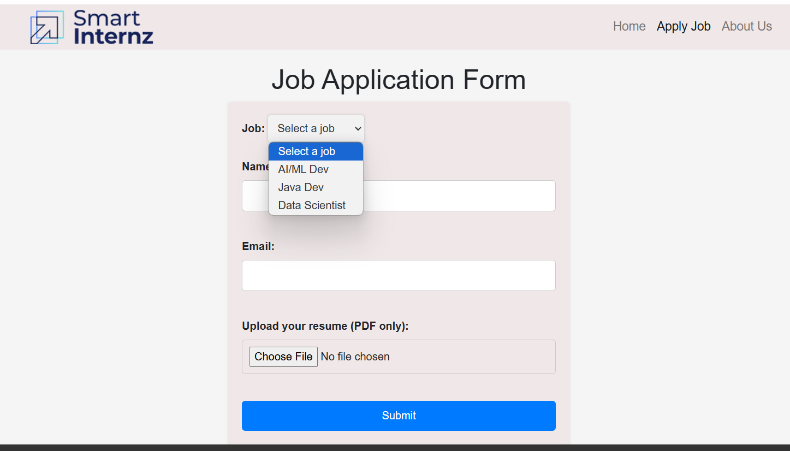 Smart
Internz
Home Apply Job About Us
Job Application Form
Job: Select a job
Select a job
AI/ML Dev
Java Dev
Data Scientist
Name
Email:
Upload your resume (PDF only):
Choose File No file chosen
Submit